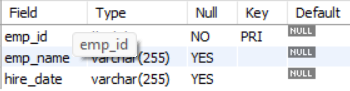 Field Type Null Key Default
emp_id NO PRI NULL
emp_id
emp_name varchar(255) YES NULL
hire_date varchar(255) YES NULL